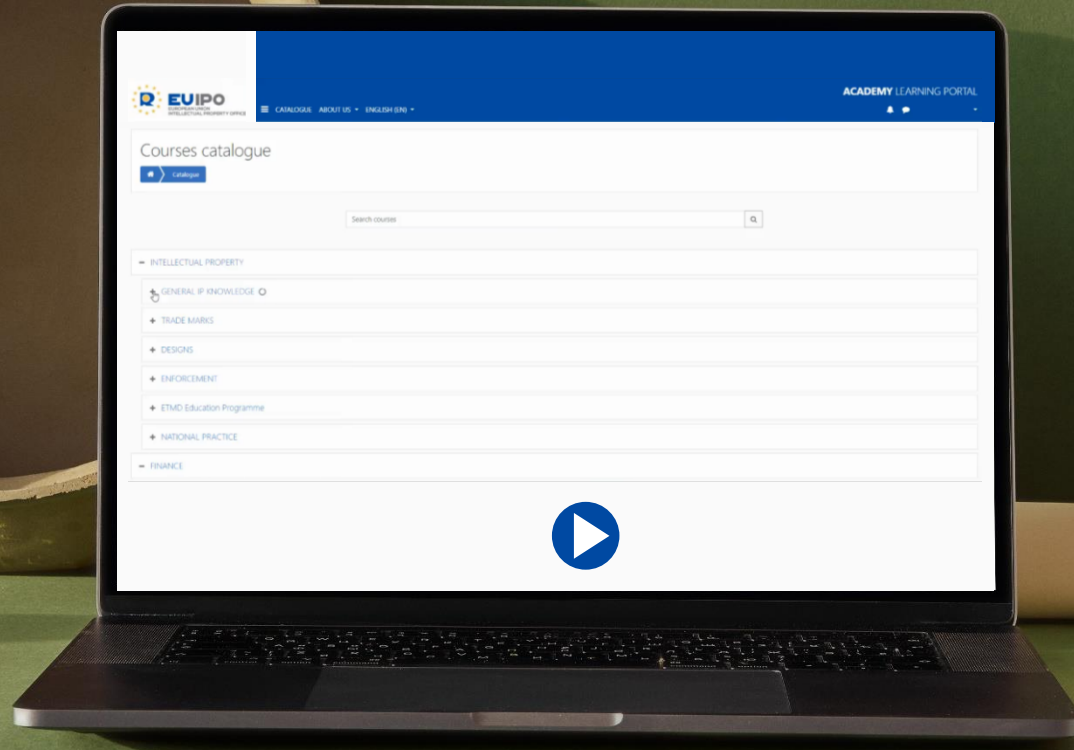 EUIPO
EUROPEAN UNION
INTELLECTUAL PROPERTY OFFICE
CATALOGUE ABOUT US ENGLISH (EN)
ACADEMY LEARNING PORTAL
Courses catalogue
Catalogue
Search courses
INTELLECTUAL PROPERTY
GENERAL IP KNOWLEDGE
TRADE MARKS
DESIGNS
ENFORCEMENT
ETMD Education Programme
NATIONAL PRACTICE
FINANCE